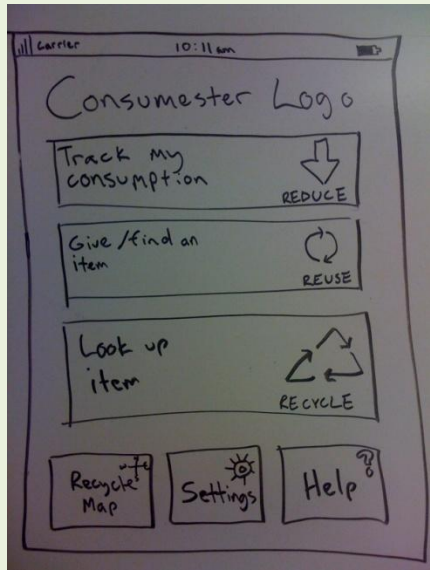 Carrier 10:11 am
Consumester Logo
Track my
consumption
REDUCE
Give/find an
item
REUSE
Look up
item
RECYCLE
Recycle
Map
Settings
Help ?